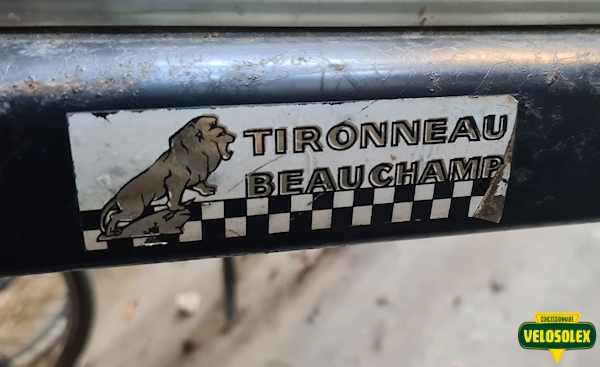 TIRONNEAU
BEAUCHAMP
CONCESSIONNAIRE
VELOSOLEX